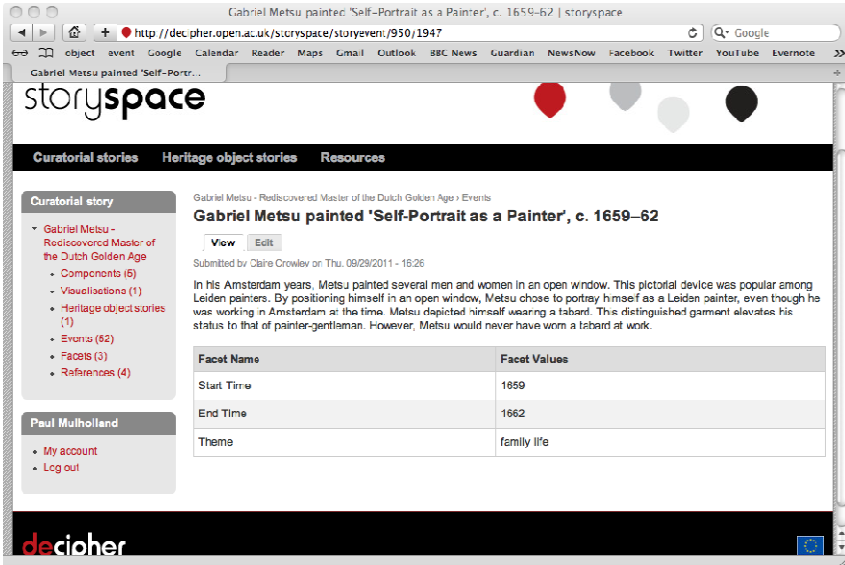 Gabriel Metsu painted 'Self-Portrait as a Painter', c. 1659–62 | storyspace
http://decipher.open.ac.uk/storyspace/storyevent/950/1947
Google
object event Google Calendar Reader Maps Gmail Outlook BBC News Guardian NewsNow Facebook Twitter YouTube Evernote »
Gabriel Metsu painted 'Self-Portr...
storyspace
Curatorial stories Heritage object stories Resources
Curatorial story
Gabriel Metsu -
Rediscovered Master of
the Dutch Golden Age
Components (5)
Visualisations (1)
Heritage object stories
(1)
Events (52)
Facets (3)
References (4)
Paul Mulholland
My account
Log out
Gabriel Metsu - Rediscovered Master of the Dutch Golden Age › Events
Gabriel Metsu painted 'Self-Portrait as a Painter', c. 1659–62
View Edit
Submitted by Claire Crowley on Thu, 09/29/2011 - 16:26
In his Amsterdam years, Metsu painted several men and women in an open window. This pictorial device was popular among
Leiden painters. By positioning himself in an open window, Metsu chose to portray himself as a Leiden painter, even though he
was working in Amsterdam at the time. Metsu depicted himself wearing a tabard. This distinguished garment elevates his
status to that of painter-gentleman. However, Metsu would never have worn a tabard at work.
Facet Name Facet Values
Start Time 1659
End Time 1662
Theme family life
decipher